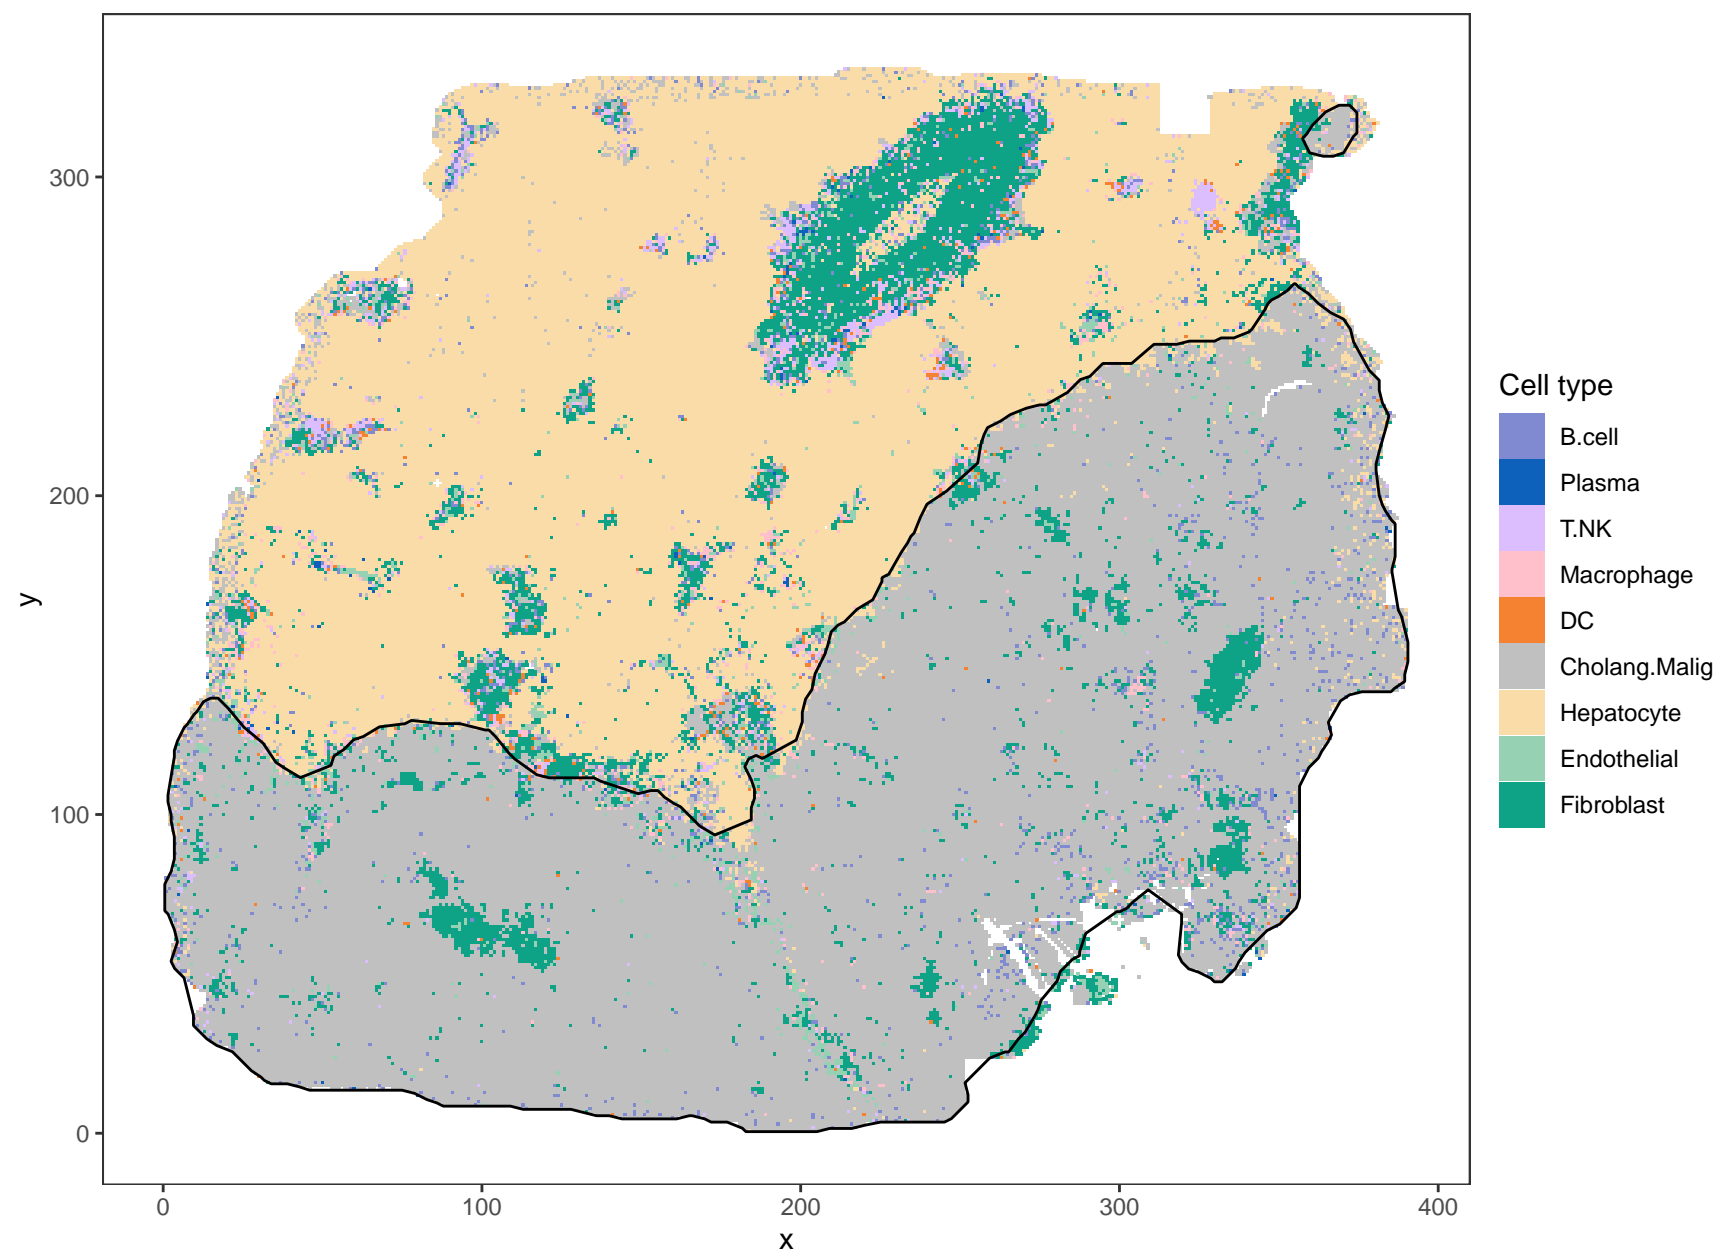 300
200
100
0
y
0 100 200 300 400
x
Cell type
B.cell
Plasma
T.NK
Macrophage
DC
Cholang.Malig
Hepatocyte
Endothelial
Fibroblast